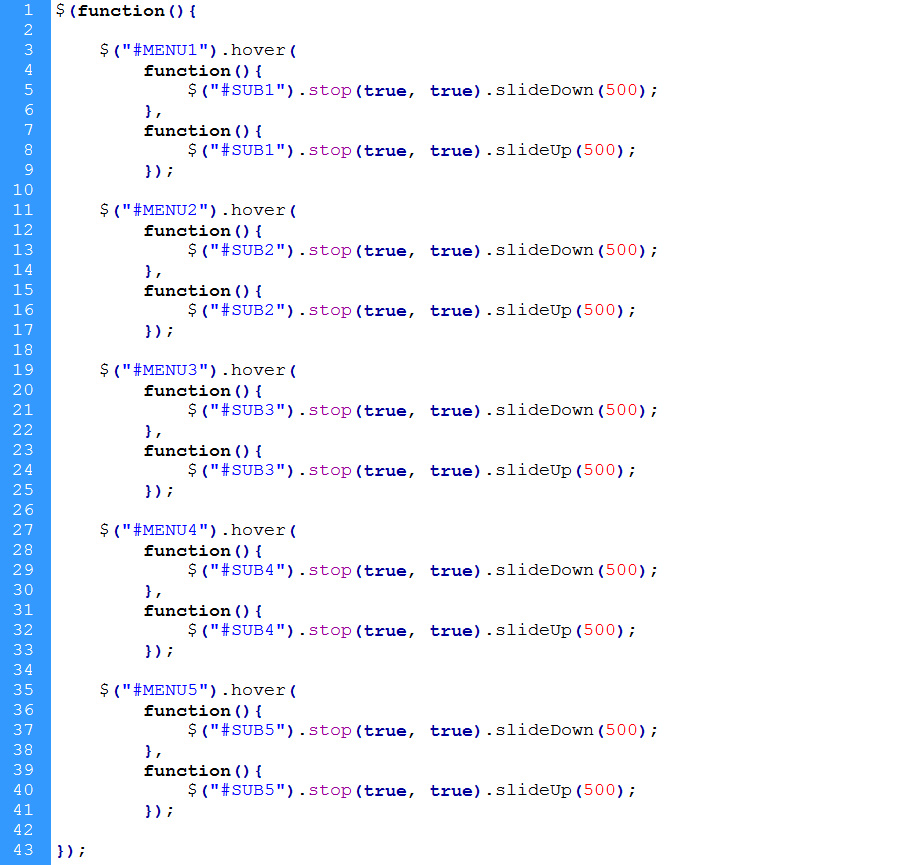 1 $(function(){
2
3     $("#MENU1").hover(
4         function(){
5             $("#SUB1").stop(true, true).slideDown(500);
6         },
7         function(){
8             $("#SUB1").stop(true, true).slideUp(500);
9         });
10
11     $("#MENU2").hover(
12         function(){
13             $("#SUB2").stop(true, true).slideDown(500);
14         },
15         function(){
16             $("#SUB2").stop(true, true).slideUp(500);
17         });
18
19     $("#MENU3").hover(
20         function(){
21             $("#SUB3").stop(true, true).slideDown(500);
22         },
23         function(){
24             $("#SUB3").stop(true, true).slideUp(500);
25         });
26
27     $("#MENU4").hover(
28         function(){
29             $("#SUB4").stop(true, true).slideDown(500);
30         },
31         function(){
32             $("#SUB4").stop(true, true).slideUp(500);
33         });
34
35     $("#MENU5").hover(
36         function(){
37             $("#SUB5").stop(true, true).slideDown(500);
38         },
39         function(){
40             $("#SUB5").stop(true, true).slideUp(500);
41         });
42
43 });